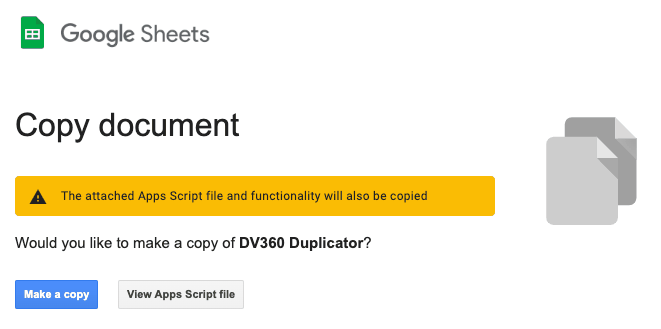 Google Sheets
Copy document
The attached Apps Script file and functionality will also be copied
Would you like to make a copy of DV360 Duplicator?
Make a copy
View Apps Script file